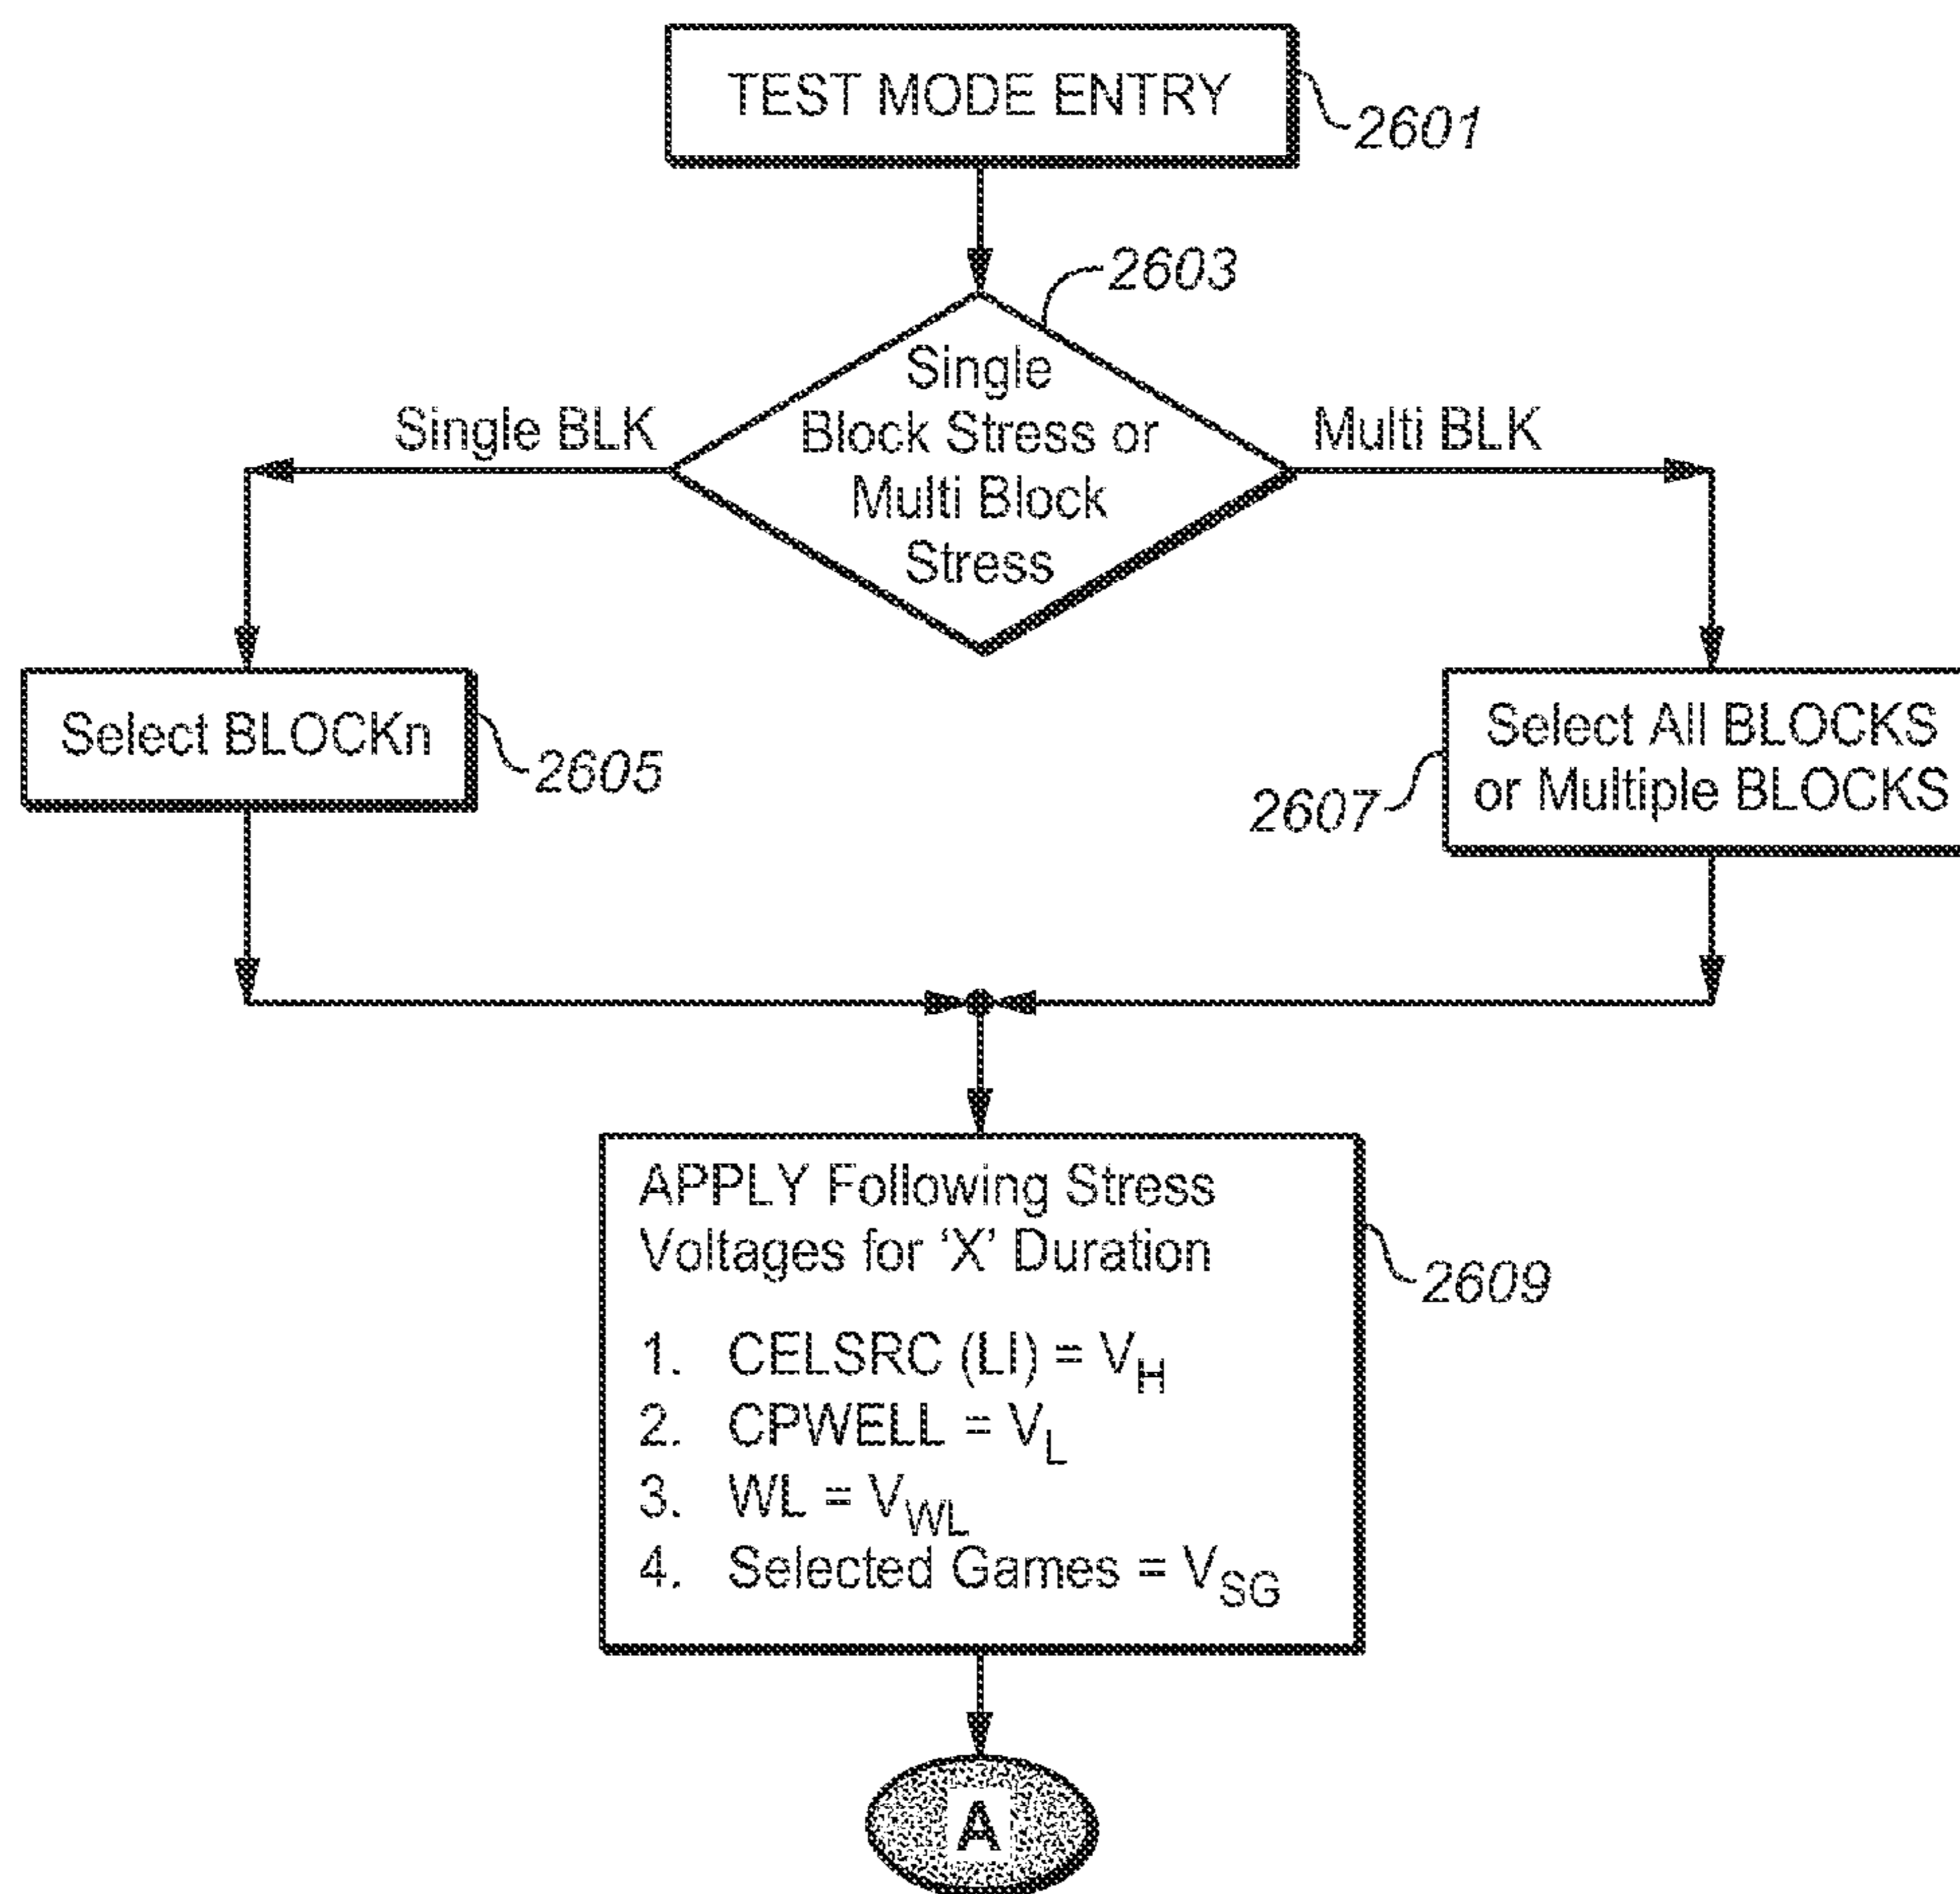 TEST MODE ENTRY
2601
2603
Single
Block Stress or
Multi Block
Stress
Single BLK
Multi BLK
Select BLOCKn
2605
Select All BLOCKS
or Multiple BLOCKS
2607
APPLY Following Stress
Voltages for ‘X’ Duration
1. CELSRC (LI) = VH
2. CPWELL = VL
3. WL = VWL
4. Selected Games = VSG
2609
A